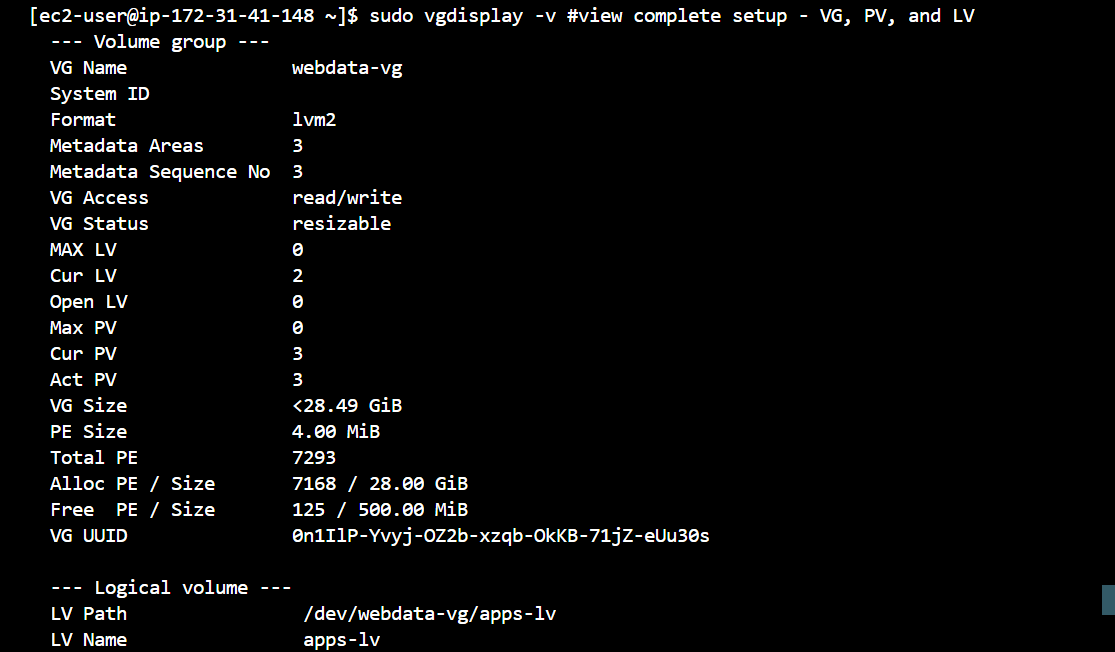 [ec2-user@ip-172-31-41-148 ~]$ sudo vgdisplay -v #view complete setup - VG, PV, and LV
--- Volume group ---
VG Name webdata-vg
System ID
Format lvm2
Metadata Areas 3
Metadata Sequence No 3
VG Access read/write
VG Status resizable
MAX LV 0
Cur LV 2
Open LV 0
Max PV 0
Cur PV 3
Act PV 3
VG Size <28.49 GiB
PE Size 4.00 MiB
Total PE 7293
Alloc PE / Size 7168 / 28.00 GiB
Free  PE / Size 125 / 500.00 MiB
VG UUID 0n1IlP-Yvyj-OZ2b-xzqb-OkKB-71jZ-eUu30s
--- Logical volume ---
LV Path /dev/webdata-vg/apps-lv
LV Name apps-lv